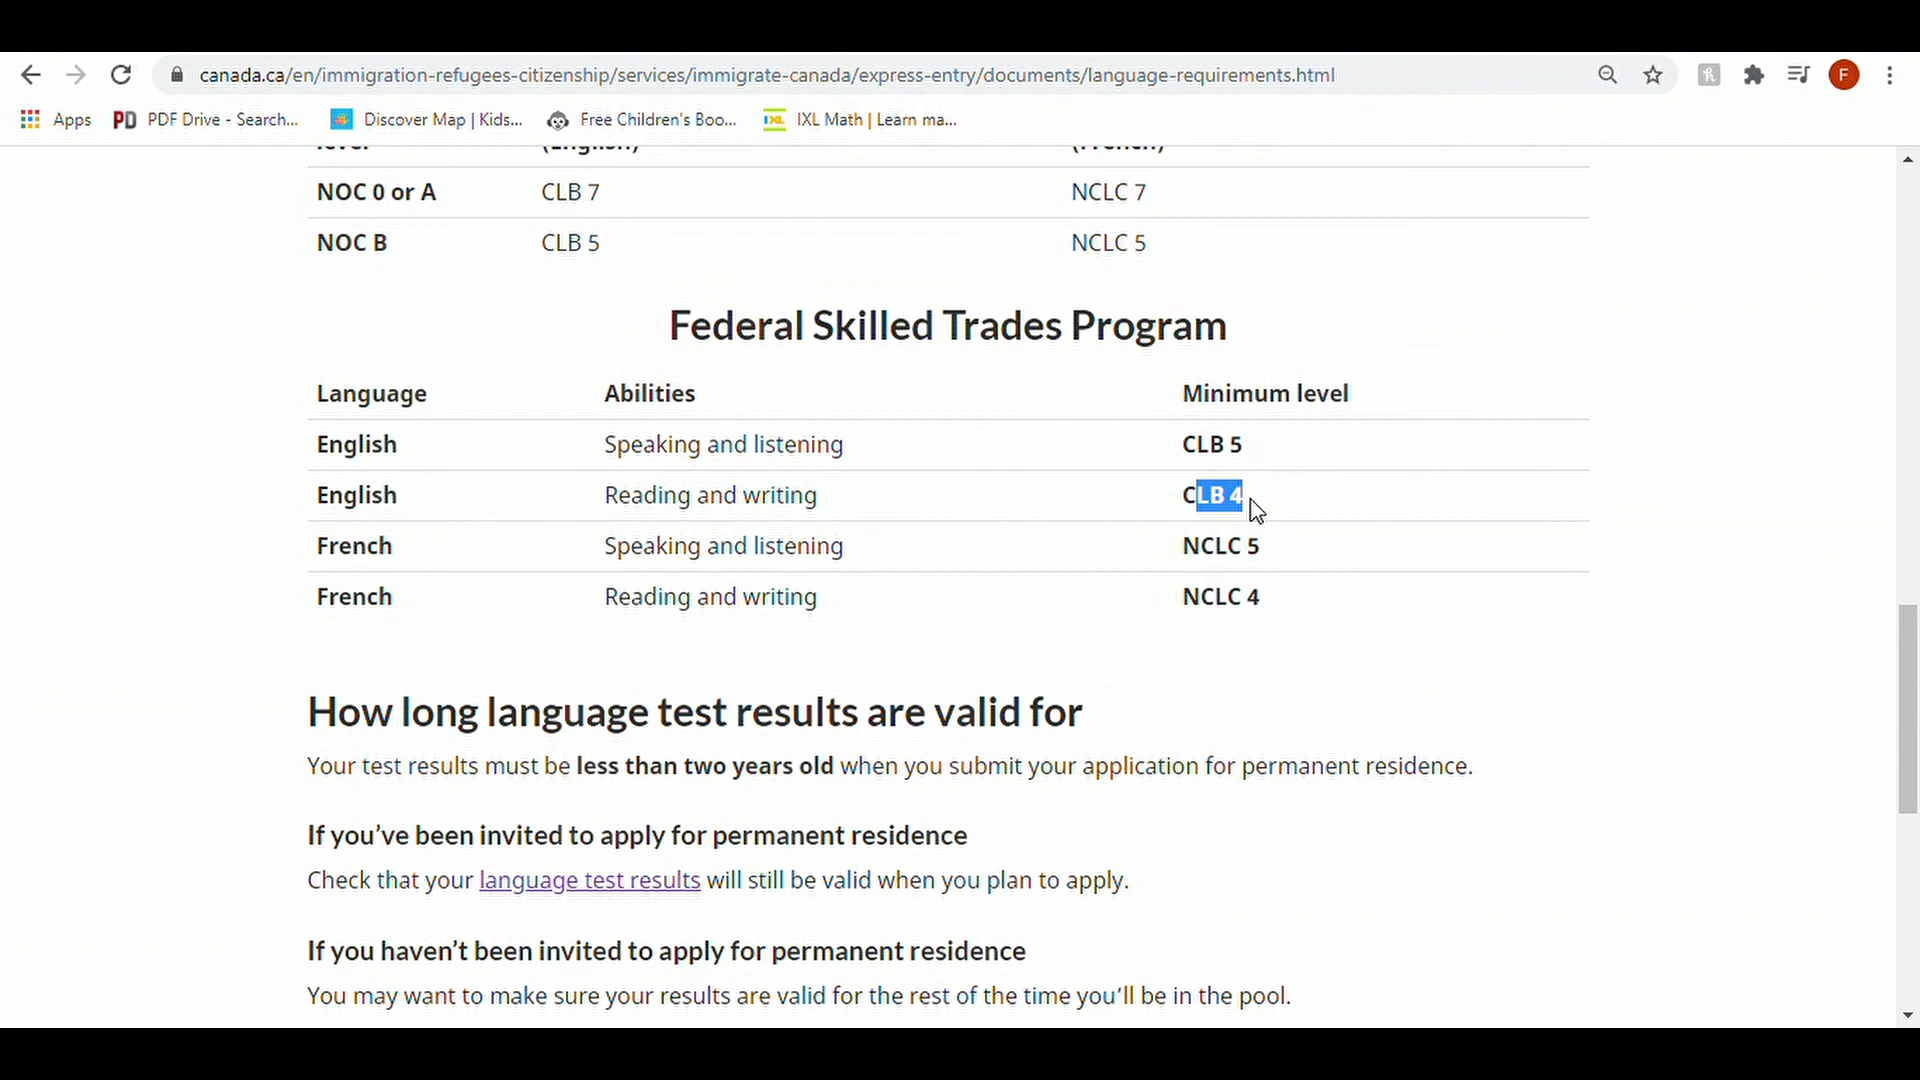 canada.ca/en/immigration-refugees-citizenship/services/immigrate-canada/express-entry/documents/language-requirements.html
F
Apps PD PDF Drive - Search... Discover Map | Kids... Free Children's Boo... IXL IXL Math | Learn ma...
level (English) (French)
NOC 0 or A CLB 7 NCLC 7
NOC B CLB 5 NCLC 5
Federal Skilled Trades Program
Language Abilities Minimum level
English Speaking and listening CLB 5
English Reading and writing CLB 4
French Speaking and listening NCLC 5
French Reading and writing NCLC 4
How long language test results are valid for
Your test results must be less than two years old when you submit your application for permanent residence.
If you’ve been invited to apply for permanent residence
Check that your language test results will still be valid when you plan to apply.
If you haven’t been invited to apply for permanent residence
You may want to make sure your results are valid for the rest of the time you’ll be in the pool.